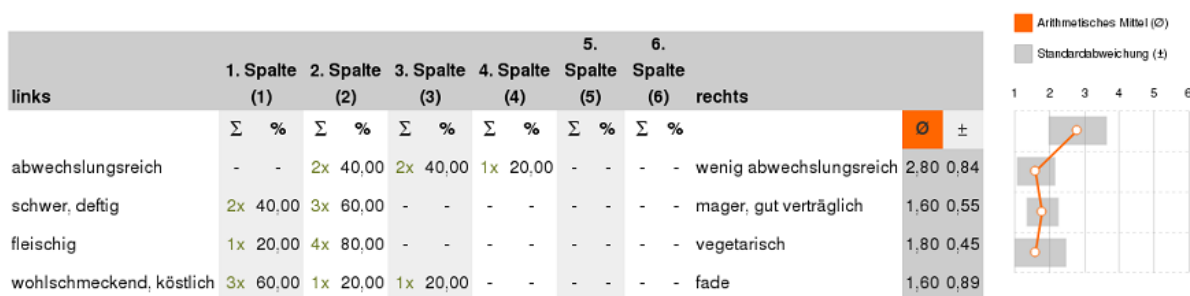 Arithmetisches Mittel (Ø)
Standardabweichung (±)
links 1. Spalte (1) 2. Spalte (2) 3. Spalte (3) 4. Spalte (4) 5. Spalte (5) 6. Spalte (6) rechts
1 2 3 4 5 6
Σ % Σ % Σ % Σ % Σ % Σ % Ø ±
abwechslungsreich - - 2x 40,00 2x 40,00 1x 20,00 - - - - wenig abwechslungsreich 2,80 0,84
schwer, deftig 2x 40,00 3x 60,00 - - - - - - - - mager, gut verträglich 1,60 0,55
fleischig 1x 20,00 4x 80,00 - - - - - - - - vegetarisch 1,80 0,45
wohlschmeckend, köstlich 3x 60,00 1x 20,00 1x 20,00 - - - - - - fade 1,60 0,89